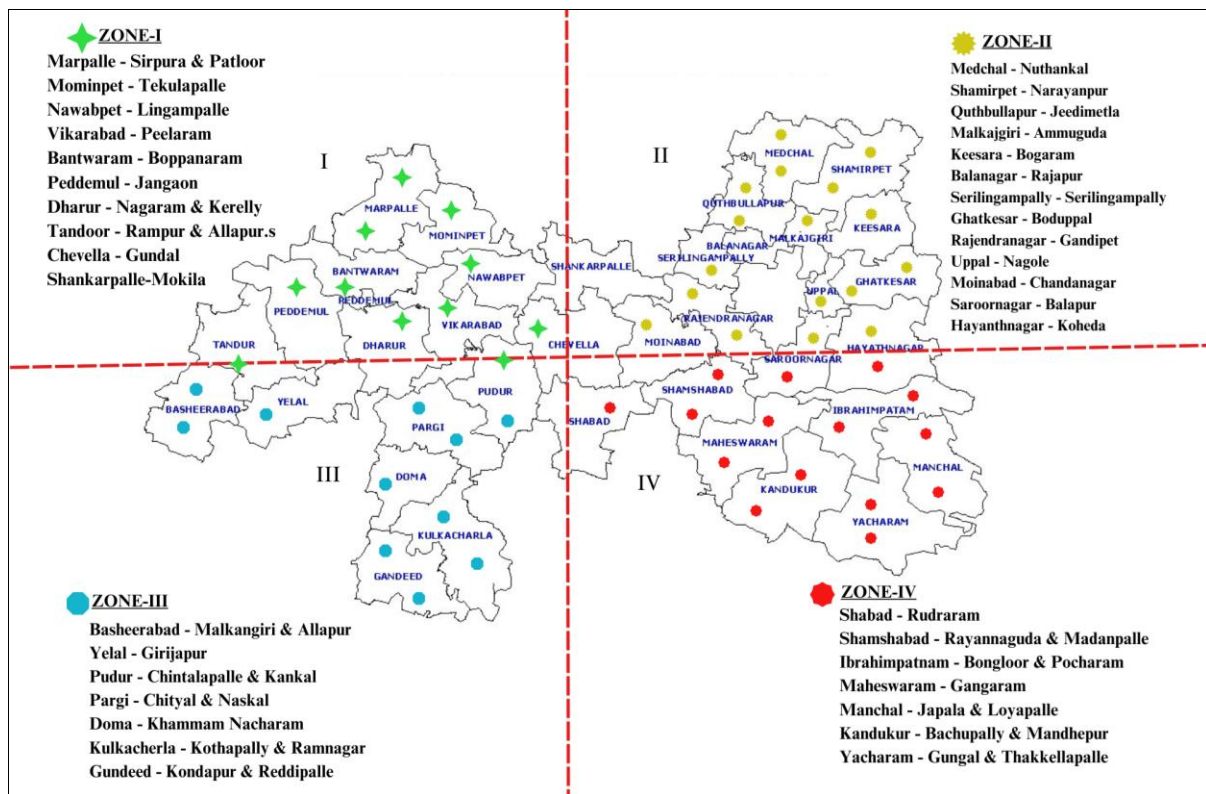 ZONE-I
Marpalle - Sirpura & Patloor
Mominpet - Tekulapalle
Nawabpet - Lingampalle
Vikarabad - Peelaram
Bantwaram - Boppanaram
Peddemul - Jangaon
Dharur - Nagaram & Kerelly
Tandoor - Rampur & Allapur.s
Chevella - Gundal
Shankarpalle-Mokila
ZONE-II
Medchal - Nuthankal
Shamirpet - Narayanpur
Quthbullapur - Jeedimetla
Malkajgiri - Ammuguda
Keesara - Bogaram
Balanagar - Rajapur
Serilingampally - Serilingampally
Ghatkesar - Boduppal
Rajendranagar - Gandipet
Uppal - Nagole
Moinabad - Chandanagar
Saroornagar - Balapur
Hayanthnagar - Koheda
I
II
MARPALLE
MOMINPET
BANTWARAM
NAWABPET
PEDDEMUL
PEDDEMUL
VIKARABAD
DHARUR
TANDUR
SHANKARPALLE
CHEVELLA
MEDCHAL
SHAMIRPET
QUTHBULLAPUR
MALKAJGIRI
KEESARA
BALANAGAR
SERILINGAMPALLY
GHATKESAR
UPPAL
RAJENDRANAGAR
MOINABAD
HAYATHNAGAR
SAROORNAGAR
BASHEERABAD
YELAL
PUDUR
PARGI
III
DOMA
KULKACHARLA
GANDEED
SHABAD
SHAMSHABAD
IBRAHIMPATAM
MAHESWARAM
MANCHAL
IV
KANDUKUR
YACHARAM
ZONE-III
Basheerabad - Malkangiri & Allapur
Yelal - Girijapur
Pudur - Chintalapalle & Kankal
Pargi - Chityal & Naskal
Doma - Khammam Nacharam
Kulkacherla - Kothapally & Ramnagar
Gundeed - Kondapur & Reddipalle
ZONE-IV
Shabad - Rudraram
Shamshabad - Rayannaguda & Madanpalle
Ibrahimpatnam - Bongloor & Pocharam
Maheswaram - Gangaram
Manchal - Japala & Loyapalle
Kandukur - Bachupally & Mandhepur
Yacharam - Gungal & Thakkellapalle